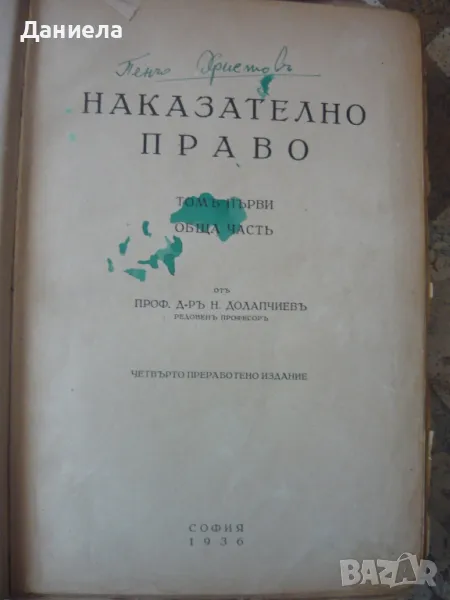 Даниела
Пенчо Христовъ
НАКАЗАТЕЛНО
ПРАВО
ТОМЪ ПЪРВИ
ОБЩА ЧАСТЬ
ОТЪ
ПРОФ. Д-РЪ Н. ДОЛАПЧИЕВЪ
РЕДОВЕНЪ ПРОФЕСОРЪ
ЧЕТВЪРТО ПРЕРАБОТЕНО ИЗДАНИЕ
СОФИЯ
1936
BAZAR